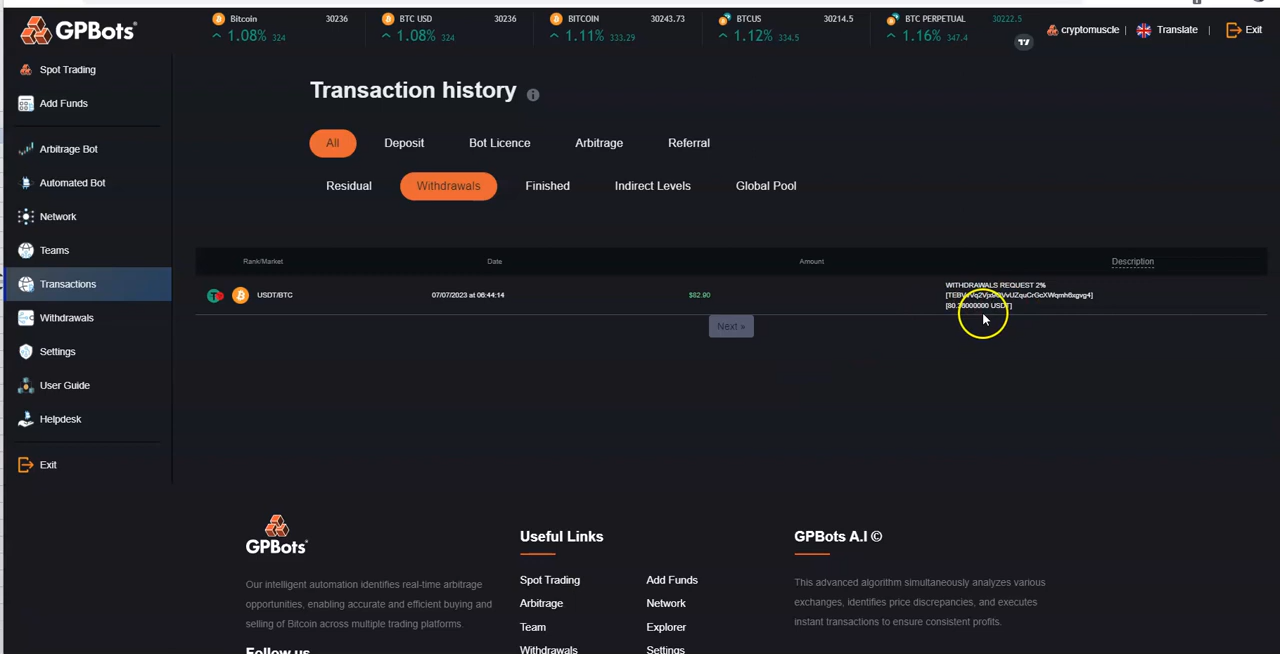 GPBots
Bitcoin 30236
1.08% 324
BTC USD 30236
1.08% 324
BITCOIN 30243.73
1.11% 333.29
BTCUS 30214.5
1.12% 334.5
BTC PERPETUAL 30222.5
1.16% 347.4
cryptomuscle |
Translate |
Exit
Spot Trading
Add Funds
Arbitrage Bot
Automated Bot
Network
Teams
Transactions
Withdrawals
Settings
User Guide
Helpdesk
Exit
Transaction history
All Deposit Bot Licence Arbitrage Referral
Residual Withdrawals Finished Indirect Levels Global Pool
Rank/Market Date Amount Description
USDT/BTC 07/07/2023 at 06:44:14 $82.90
WITHDRAWALS REQUEST 2%
USDT]
Next »
GPBots
Our intelligent automation identifies real-time arbitrage
opportunities, enabling accurate and efficient buying and
selling of Bitcoin across multiple trading platforms.
Follow us
Useful Links
Spot Trading Add Funds
Arbitrage Network
Team Explorer
Withdrawals Settings
GPBots A.I ©
This advanced algorithm simultaneously analyzes various
exchanges, identifies price discrepancies, and executes
instant transactions to ensure consistent profits.